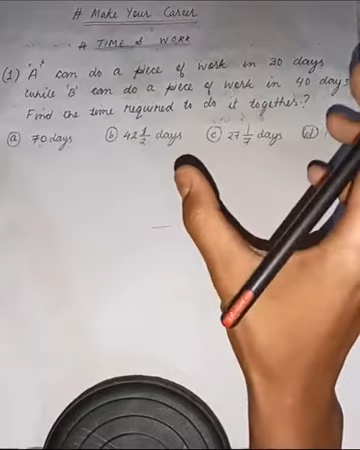 # Make Your Career
# TIME & WORK
(1) 'A' can do a piece of work in 30 days
while 'B' can do a piece of work in 40 days
Find the time required to do it together?
(a) 70 days (b) 42 1/2 days (c) 27 1/7 days (d)